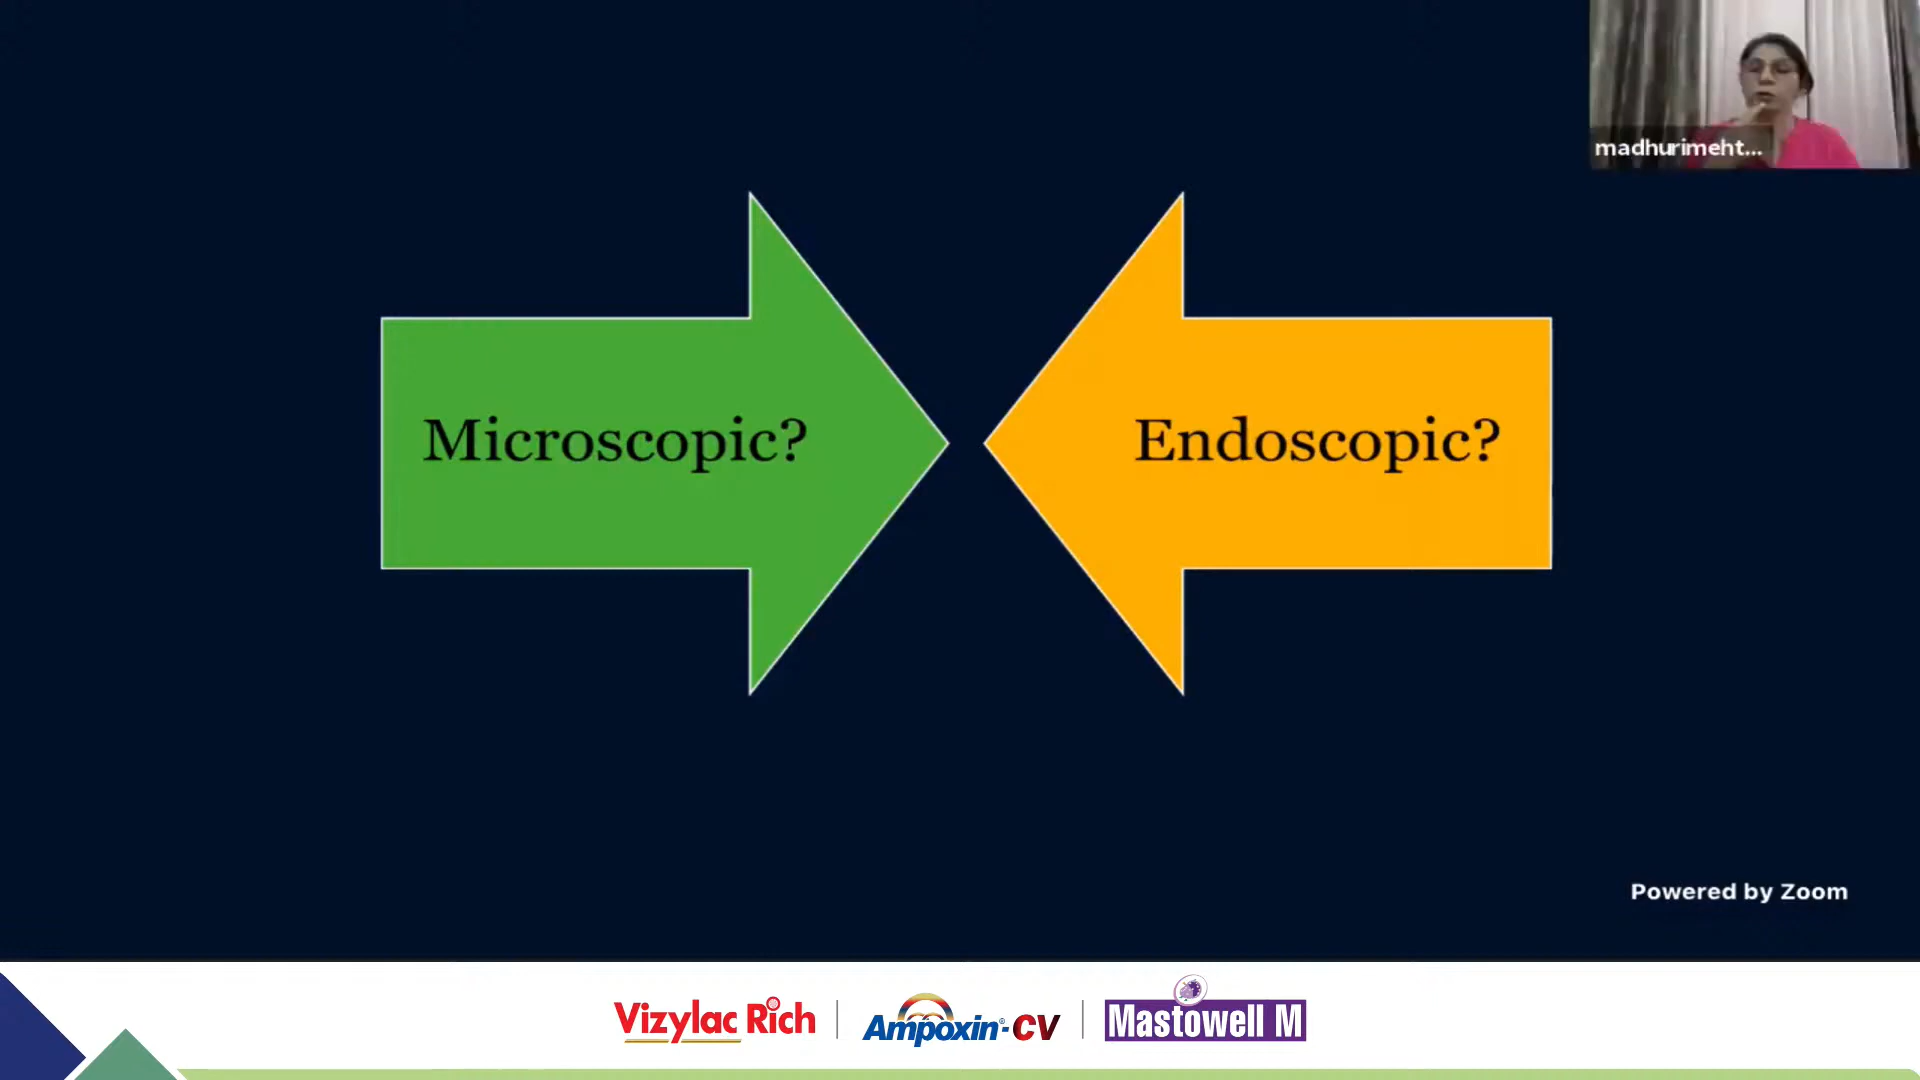 madhurimeht...
Microscopic?
Endoscopic?
Powered by Zoom
Vizylac Rich
Ampoxin®-CV
Mastowell M